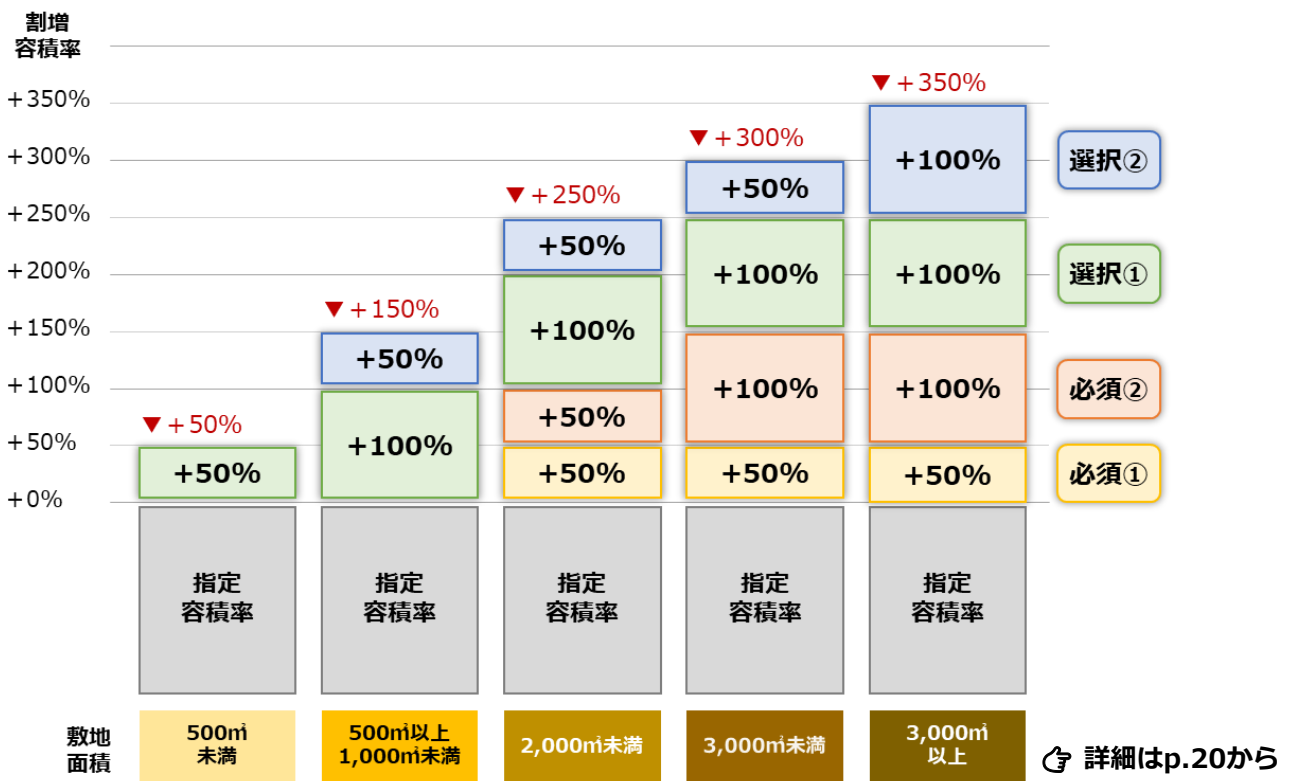 割増
容積率
+350%
+300%
+250%
+200%
+150%
+100%
+50%
+0%
▼+50%
+50%
指定
容積率
▼+150%
+50%
+100%
指定
容積率
▼+250%
+50%
+100%
+50%
+50%
指定
容積率
▼+300%
+50%
+100%
+100%
+50%
指定
容積率
▼+350%
+100%
+100%
+100%
+50%
指定
容積率
選択②
選択①
必須②
必須①
敷地
面積
500㎡
未満
500㎡以上
1,000㎡未満
2,000㎡未満
3,000㎡未満
3,000㎡
以上
詳細はp.20から